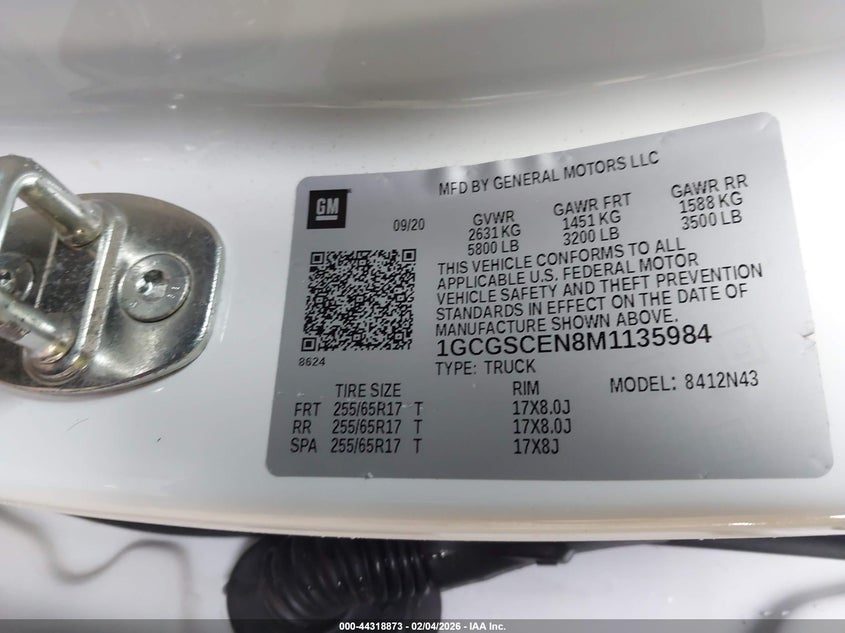 GM
MFD BY GENERAL MOTORS LLC
09/20
GVWR GAWR FRT GAWR RR
2631 KG 1451 KG 1588 KG
5800 LB 3200 LB 3500 LB
THIS VEHICLE CONFORMS TO ALL
APPLICABLE U.S. FEDERAL MOTOR
VEHICLE SAFETY AND THEFT PREVENTION
STANDARDS IN EFFECT ON THE DATE OF
MANUFACTURE SHOWN ABOVE.
1GCGSCEN8M1135984
8624
TYPE: TRUCK
MODEL: 8412N43
TIRE SIZE RIM
FRT 255/65R17 T 17X8.0J
RR 255/65R17 T 17X8.0J
SPA 255/65R17 T 17X8J
000-44318873 - 02/04/2026 - IAA Inc.